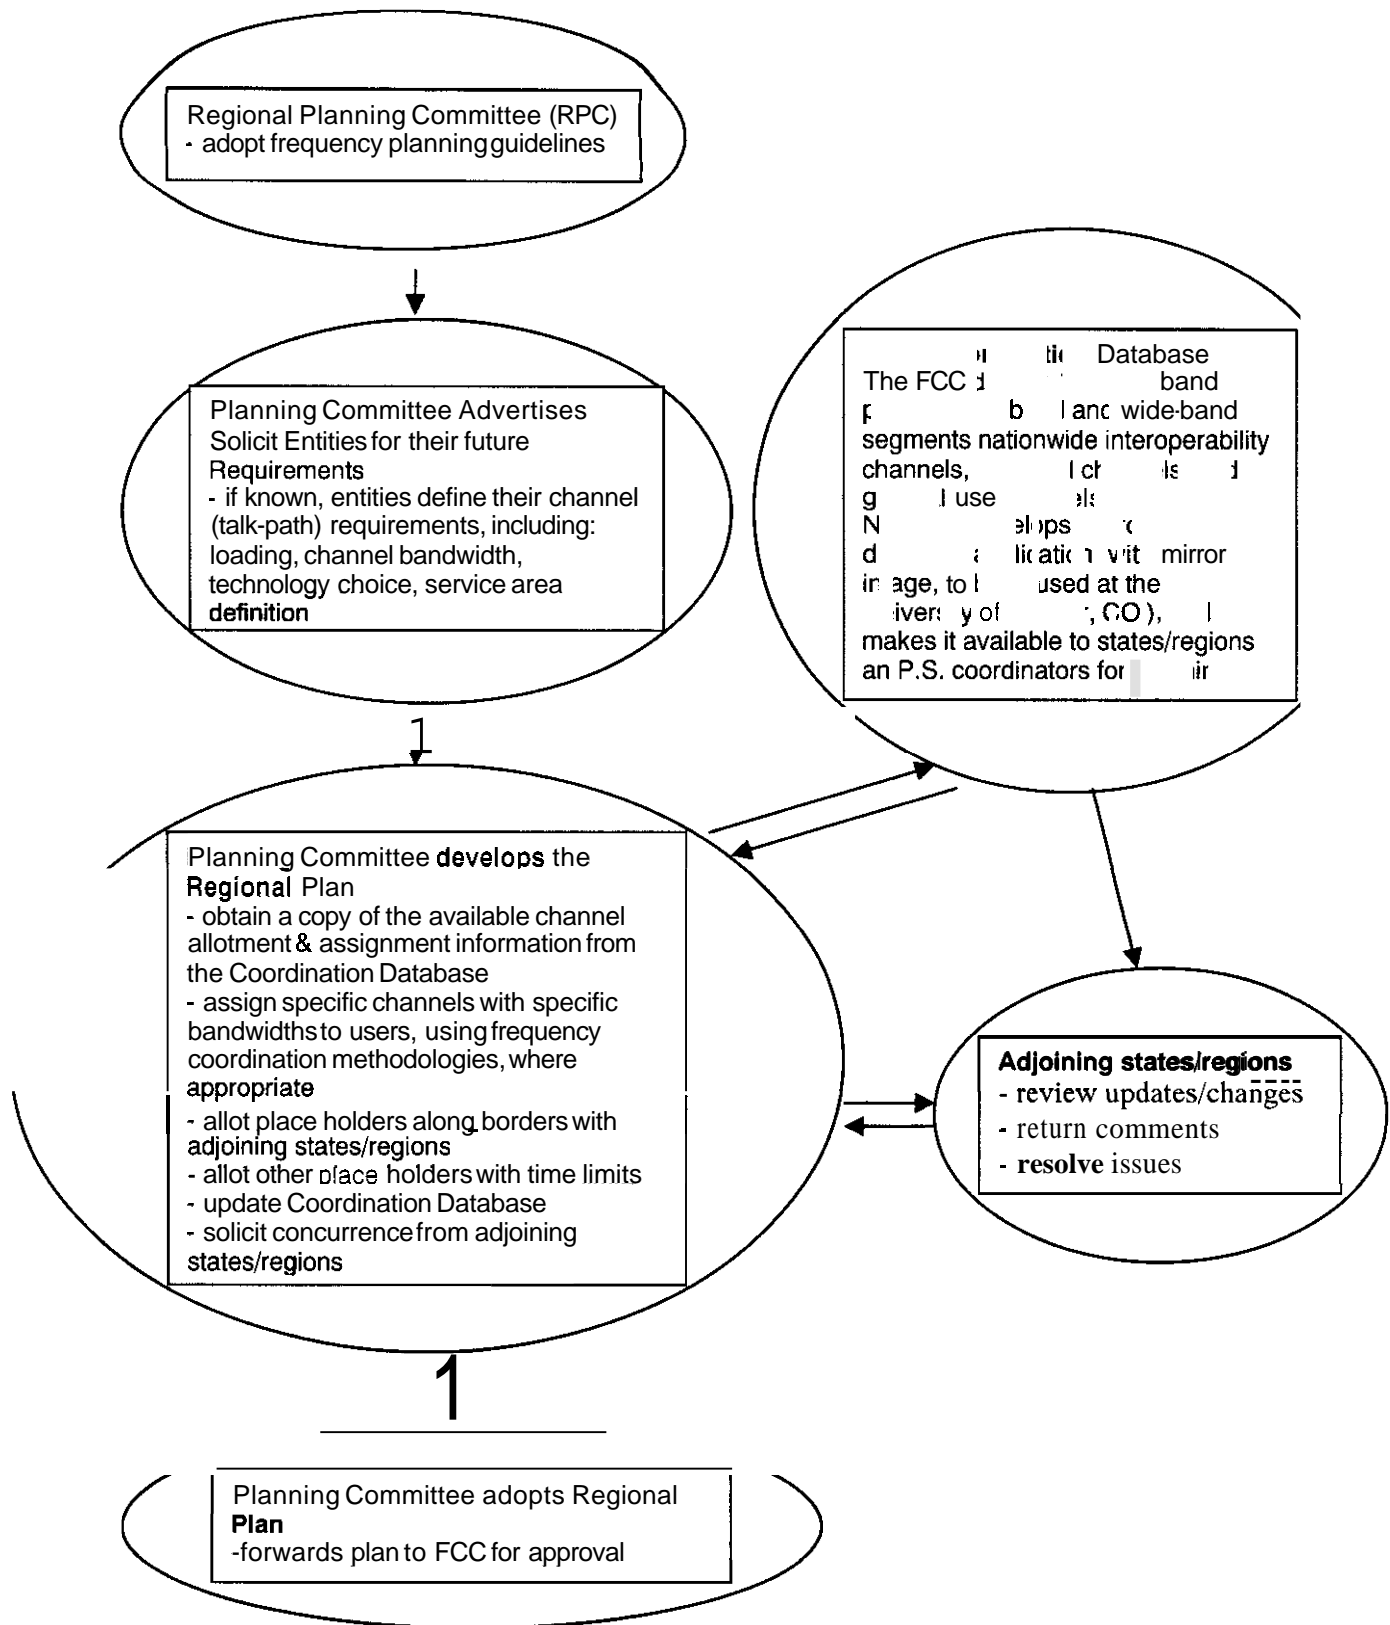 Regional Planning Committee (RPC)
- adopt frequency planning guidelines
Planning Committee Advertises
Solicit Entities for their future
Requirements
- if known, entities define their channel
(talk-path) requirements, including:
loading, channel bandwidth,
technology choice, service area
definition
Database
The FCC band
and wide-band
segments nationwide interoperability
channels,
use
mirror
to used at the
of CO),
makes it available to states/regions
an P.S. coordinators for
1
Planning Committee develops the
Regional Plan
- obtain a copy of the available channel
allotment & assignment information from
the Coordination Database
- assign specific channels with specific
bandwidths to users, using frequency
coordination methodologies, where
appropriate
- allot place holders along borders with
adjoining states/regions
- allot other place holders with time limits
- update Coordination Database
- solicit concurrence from adjoining
states/regions
Adjoining states/regions
- review updates/changes
- return comments
- resolve issues
1
Planning Committee adopts Regional
Plan
-forwards plan to FCC for approval